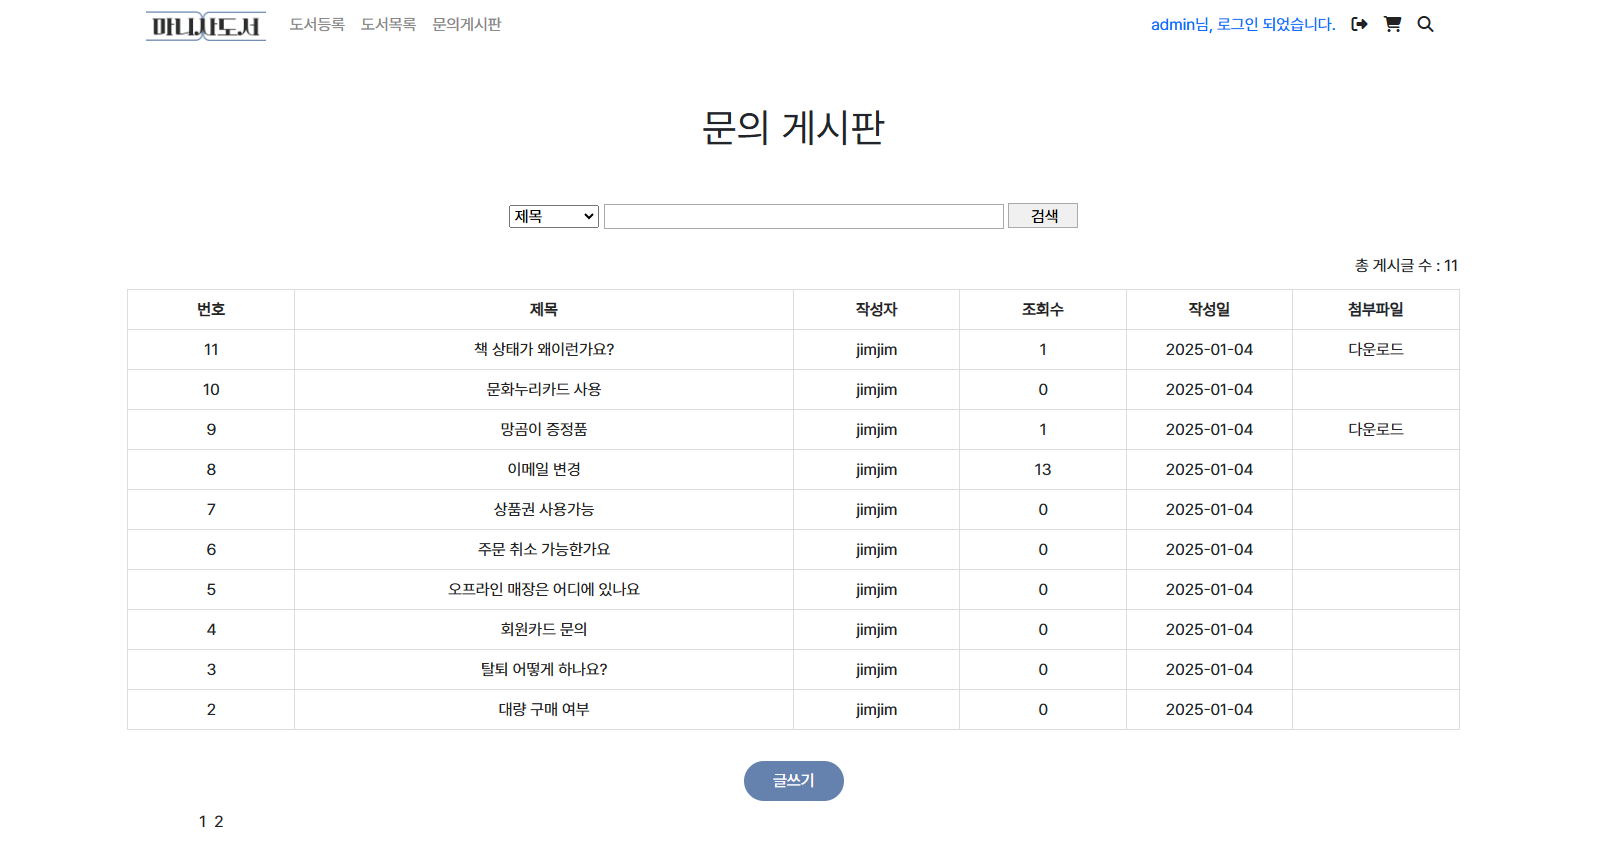 마니사도서 도서등록 도서목록 문의게시판 admin님, 로그인 되었습니다.
문의 게시판
제목 검색
총 게시글 수 : 11
번호 제목 작성자 조회수 작성일 첨부파일
11 책 상태가 왜이런가요? jimjim 1 2025-01-04 다운로드
10 문화누리카드 사용 jimjim 0 2025-01-04
9 망곰이 증정품 jimjim 1 2025-01-04 다운로드
8 이메일 변경 jimjim 13 2025-01-04
7 상품권 사용가능 jimjim 0 2025-01-04
6 주문 취소 가능한가요 jimjim 0 2025-01-04
5 오프라인 매장은 어디에 있나요 jimjim 0 2025-01-04
4 회원카드 문의 jimjim 0 2025-01-04
3 탈퇴 어떻게 하나요? jimjim 0 2025-01-04
2 대량 구매 여부 jimjim 0 2025-01-04
글쓰기
1 2